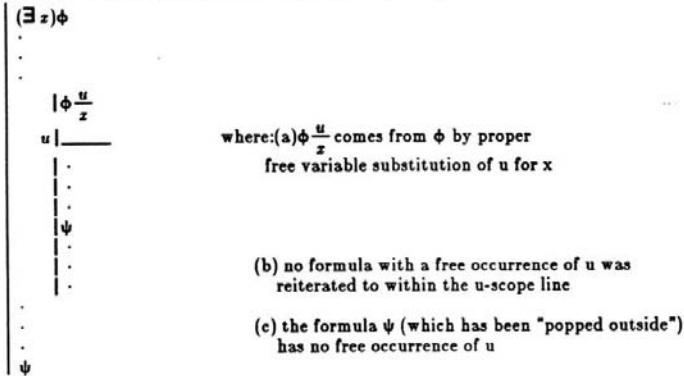 (∃x)φ
.
.
.
|φ u/x
u|____ where:(a)φ u/x comes from φ by proper
|. free variable substitution of u for x
|.
|.
|ψ
|.
|. (b) no formula with a free occurrence of u was
|. reiterated to within the u-scope line
.
. (c) the formula ψ (which has been "popped outside")
. has no free occurrence of u
ψ